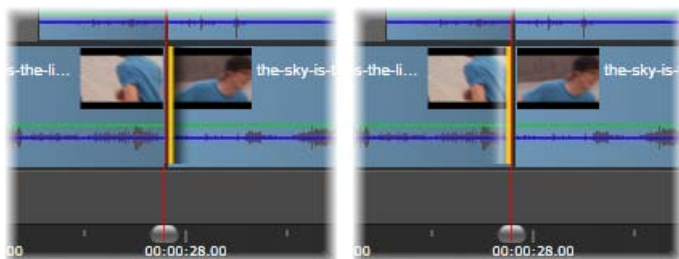 s-the-li... the-sky-is-t
s-the-li... the-sky-is-
00 00:00:28.00
.00 00:00:28.00